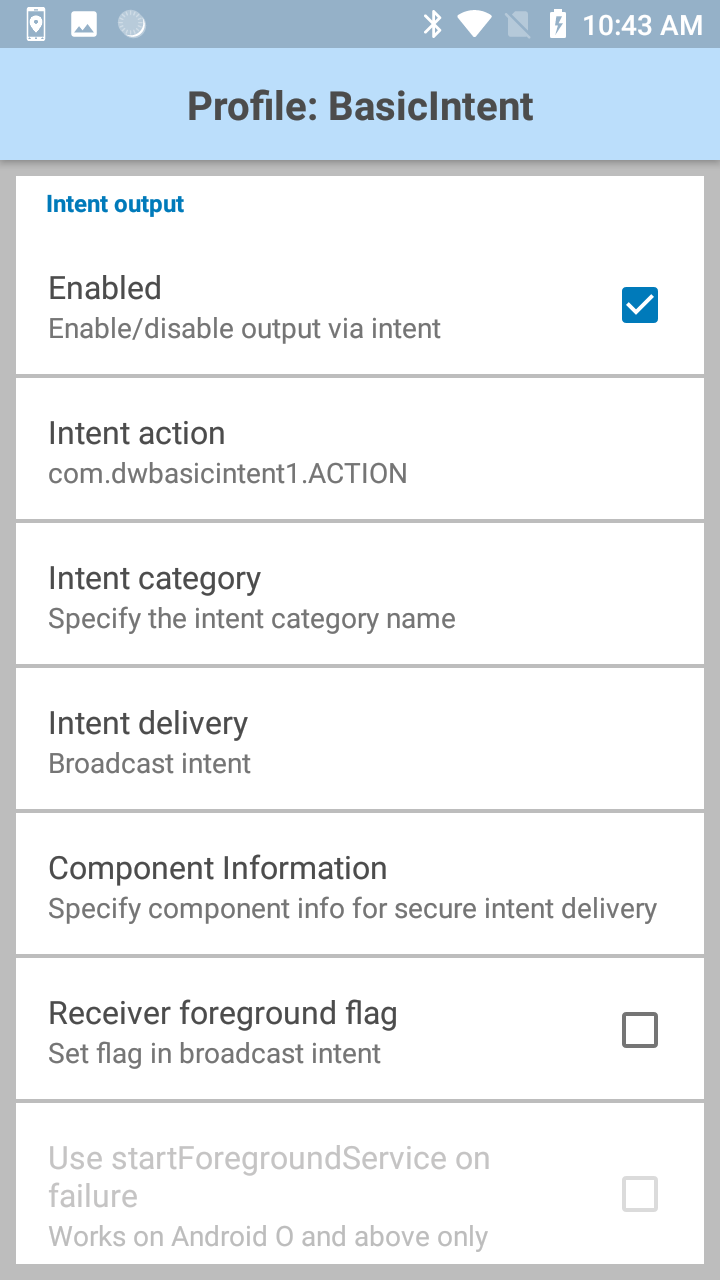 10:43 AM
Profile: BasicIntent
Intent output
Enabled
Enable/disable output via intent
Intent action
com.dwbasicintent1.ACTION
Intent category
Specify the intent category name
Intent delivery
Broadcast intent
Component Information
Specify component info for secure intent delivery
Receiver foreground flag
Set flag in broadcast intent
Use startForegroundService on
failure
Works on Android O and above only